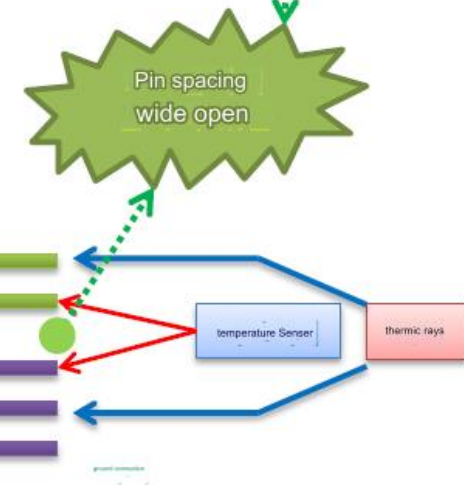 Pin spacing
wide open
temperature Senser
thermic rays